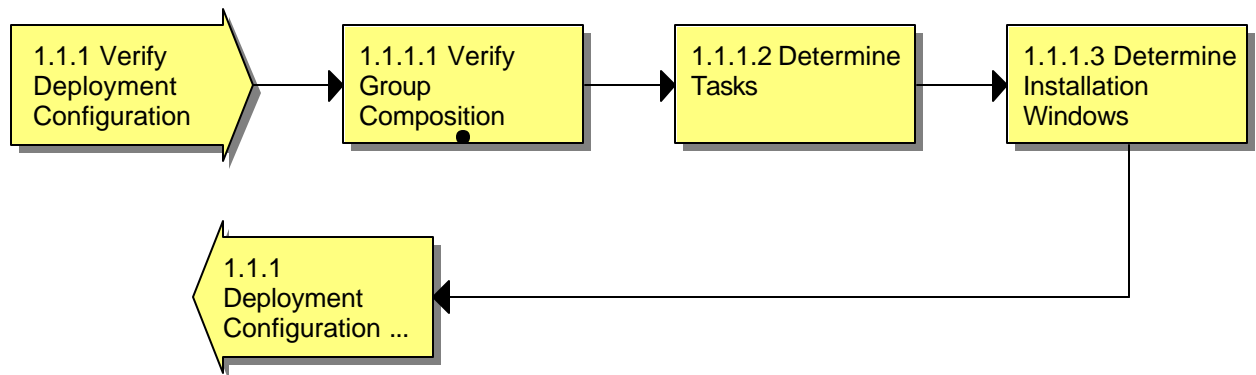 1.1.1 Verify
Deployment
Configuration
1.1.1.1 Verify
Group
Composition
1.1.1.2 Determine
Tasks
1.1.1.3 Determine
Installation
Windows
1.1.1
Deployment
Configuration ...